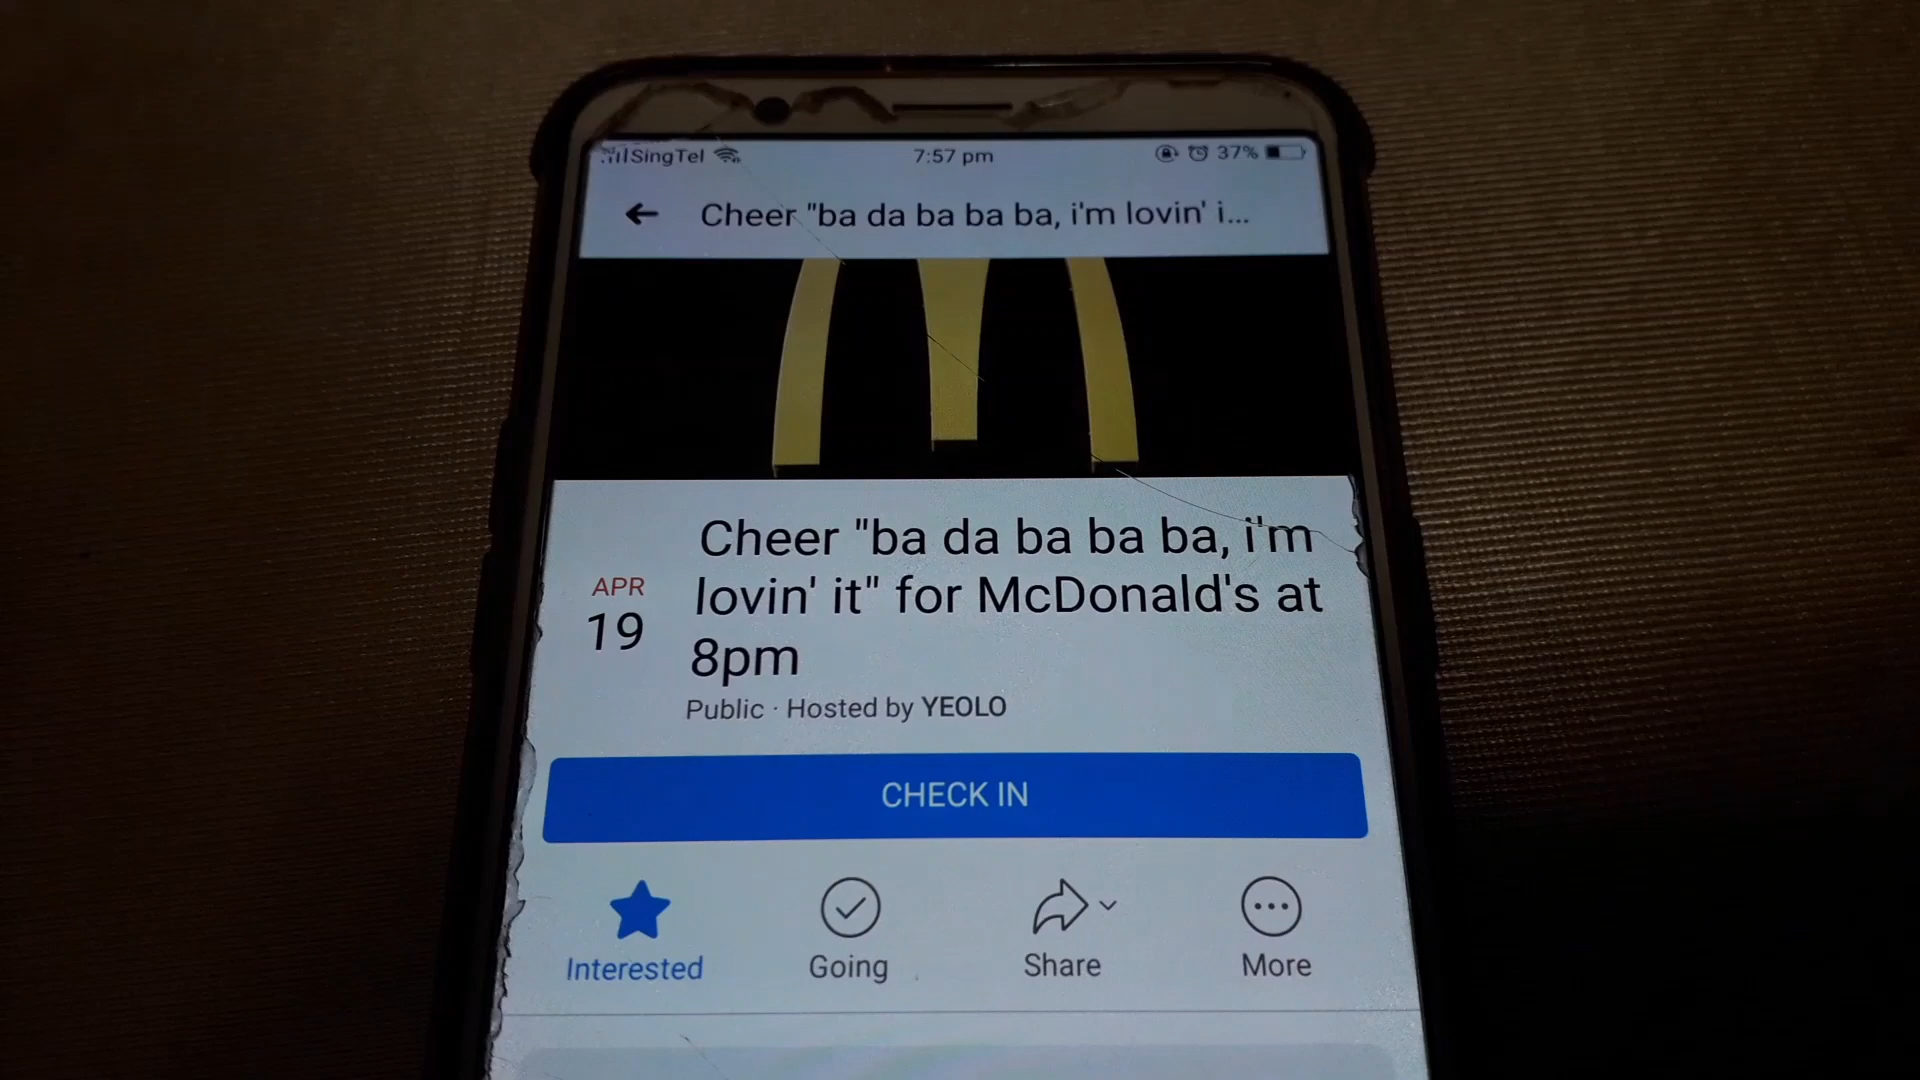 SingTel 7:57 pm 37%
Cheer "ba da ba ba ba, i'm lovin' i...
Cheer "ba da ba ba ba, i'm
lovin' it" for McDonald's at
8pm
APR
19
Public · Hosted by YEOLO
CHECK IN
Interested Going Share More